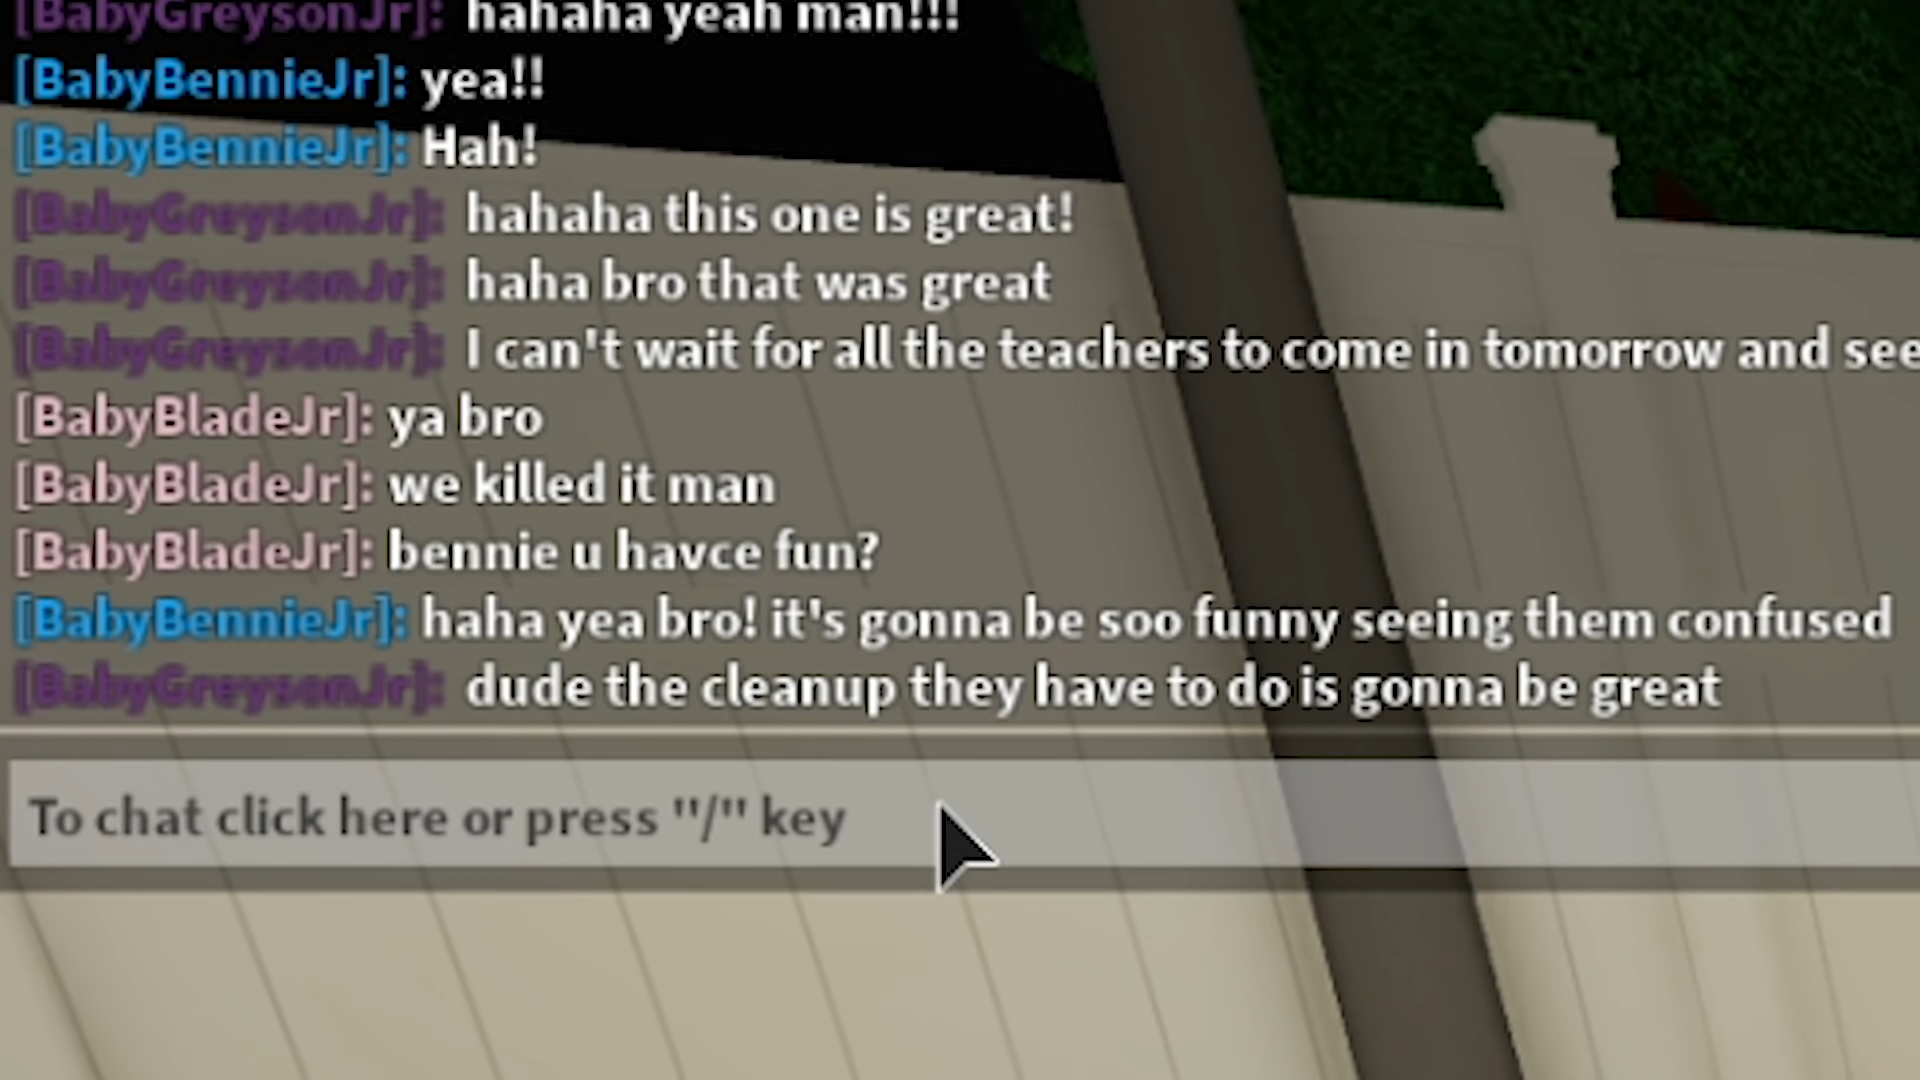 [BabyGreysonJr]: hahaha yeah man!!!
[BabyBennieJr]: yea!!
[BabyBennieJr]: Hah!
[BabyGreysonJr]: hahaha this one is great!
[BabyGreysonJr]: haha bro that was great
[BabyGreysonJr]: I can't wait for all the teachers to come in tomorrow and see
[BabyBladeJr]: ya bro
[BabyBladeJr]: we killed it man
[BabyBladeJr]: bennie u havce fun?
[BabyBennieJr]: haha yea bro! it's gonna be soo funny seeing them confused
[BabyGreysonJr]: dude the cleanup they have to do is gonna be great
To chat click here or press "/" key